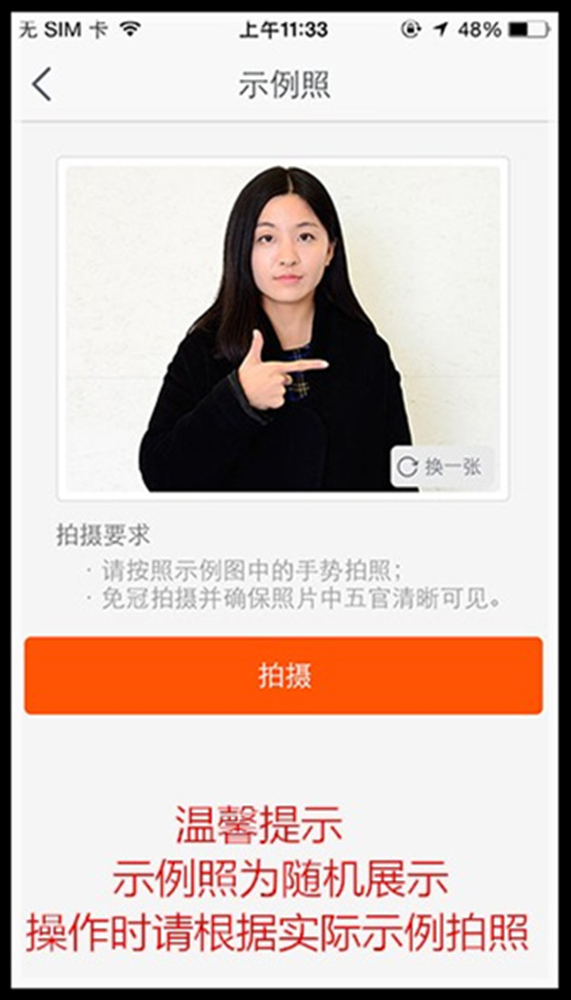 无 SIM 卡 上午11:33 48%
示例照
换一张
拍摄要求
· 请按照示例图中的手势拍照；
· 免冠拍摄并确保照片中五官清晰可见。
拍摄
温馨提示
示例照为随机展示
操作时请根据实际示例拍照